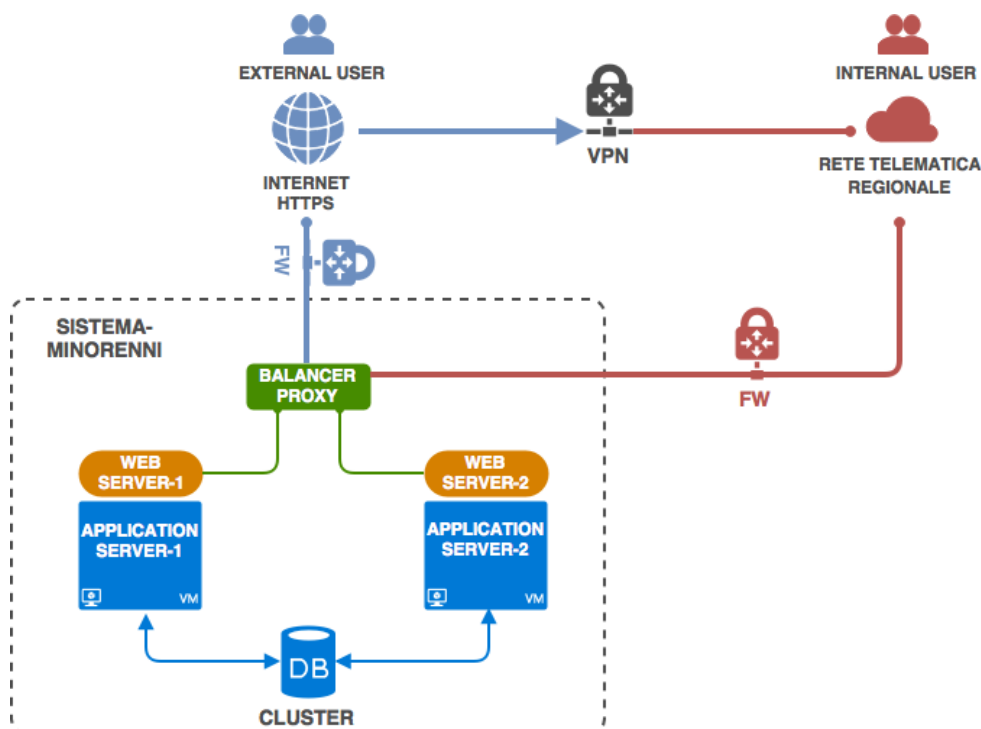 EXTERNAL USER
INTERNAL USER
INTERNET
HTTPS
VPN
RETE TELEMATICA
REGIONALE
FW
SISTEMA-
MINORENNI
BALANCER
PROXY
FW
WEB
SERVER-1
WEB
SERVER-2
APPLICATION
SERVER-1
VM
APPLICATION
SERVER-2
VM
DB
CLUSTER